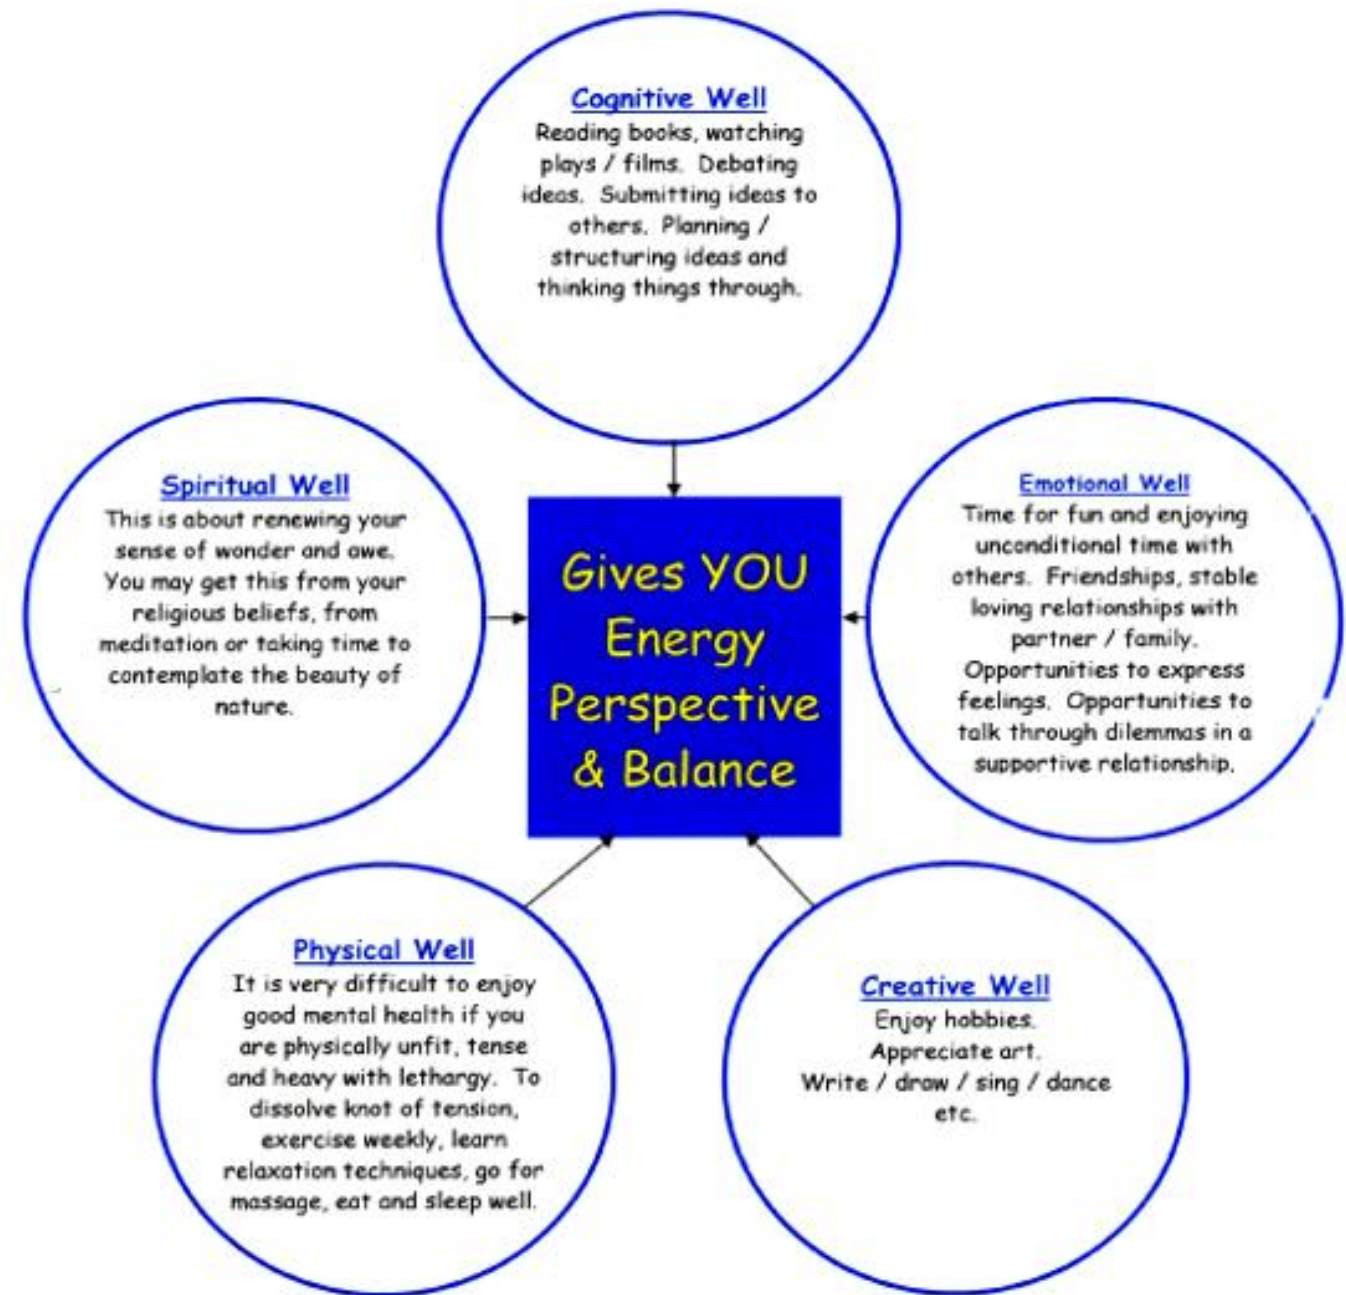 Cognitive Well
Reading books, watching
plays / films. Debating
ideas. Submitting ideas to
others. Planning /
structuring ideas and
thinking things through.
Spiritual Well
This is about renewing your
sense of wonder and awe.
You may get this from your
religious beliefs, from
meditation or taking time to
contemplate the beauty of
nature.
Gives YOU
Energy
Perspective
& Balance
Emotional Well
Time for fun and enjoying
unconditional time with
others. Friendships, stable
loving relationships with
partner / family.
Opportunities to express
feelings. Opportunities to
talk through dilemmas in a
supportive relationship.
Physical Well
It is very difficult to enjoy
good mental health if you
are physically unfit, tense
and heavy with lethargy. To
dissolve knot of tension,
exercise weekly, learn
relaxation techniques, go for
massage, eat and sleep well.
Creative Well
Enjoy hobbies.
Appreciate art.
Write / draw / sing / dance
etc.